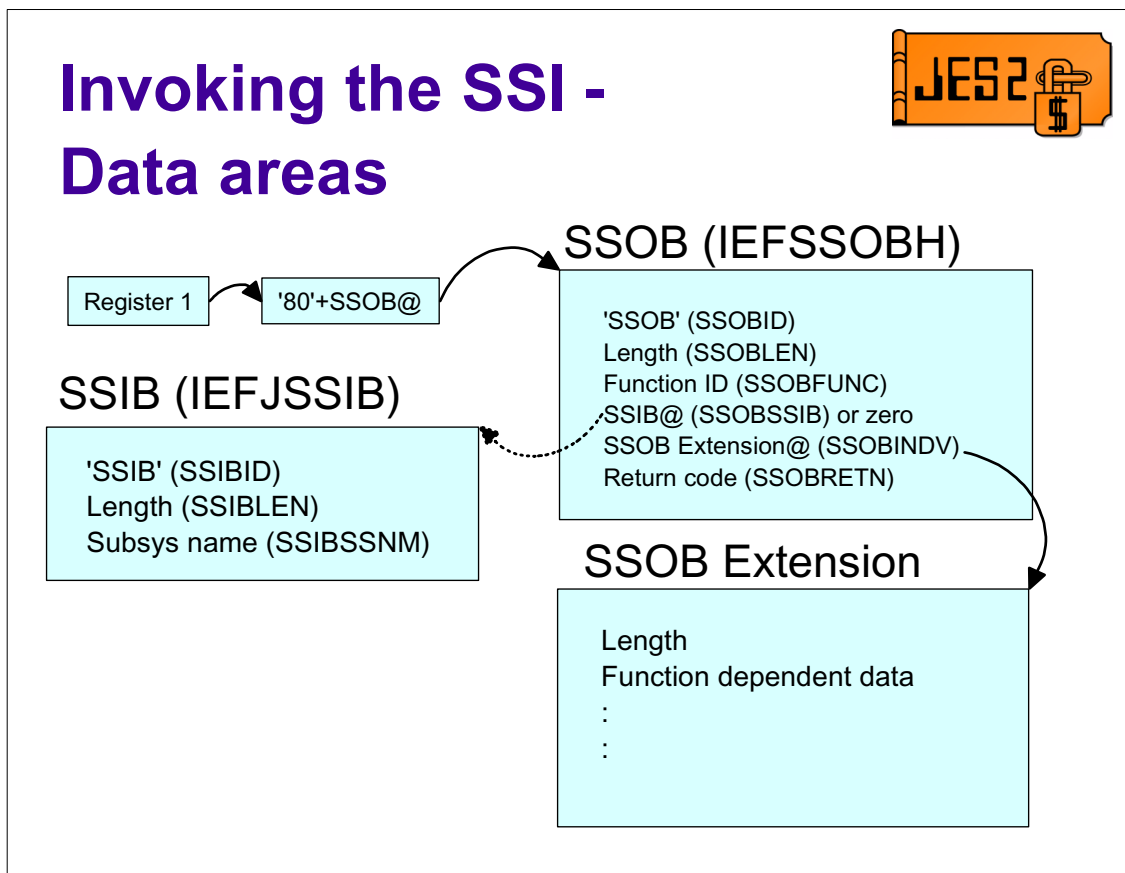 Invoking the SSI -
Data areas
JES2
$
SSOB (IEFSSOBH)
Register 1
'80'+SSOB@
'SSOB' (SSOBID)
Length (SSOBLEN)
Function ID (SSOBFUNC)
SSIB@ (SSOBSSIB) or zero
SSOB Extension@ (SSOBINDV)
Return code (SSOBRETN)
SSIB (IEFJSSIB)
'SSIB' (SSIBID)
Length (SSIBLEN)
Subsys name (SSIBSSNM)
SSOB Extension
Length
Function dependent data
:
: